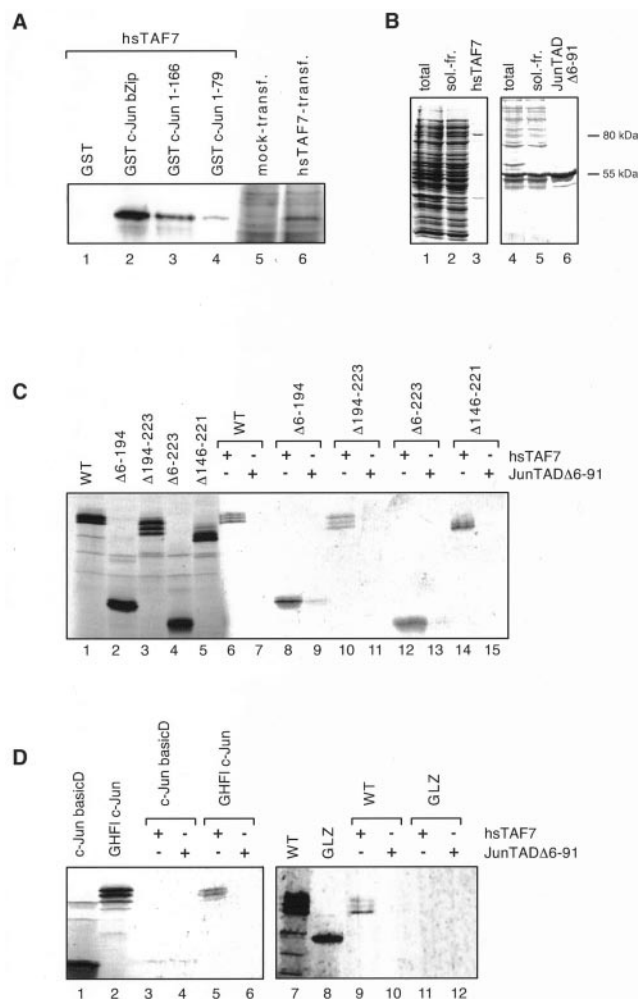 A
hsTAF7
GST
GST c-Jun bZip
GST c-Jun 1-166
GST c-Jun 1-79
mock-transf.
hsTAF7-transf.
1 2 3 4 5 6
B
total
sol.-fr.
hsTAF7
total
sol.-fr.
JunTAD
Δ6-91
80 kDa
55 kDa
1 2 3 4 5 6
C
WT
Δ6-194
Δ194-223
Δ6-223
Δ146-221
WT
Δ6-194
Δ194-223
Δ6-223
Δ146-221
+ - + - + - + - + - hsTAF7
- + - + - + - + - + JunTADΔ6-91
1 2 3 4 5 6 7 8 9 10 11 12 13 14 15
D
c-Jun basicD
GHFI c-Jun
c-Jun basicD
GHFI c-Jun
WT
GLZ
WT
GLZ
+ - + - + - + - hsTAF7
- + - + - + - + JunTADΔ6-91
1 2 3 4 5 6 7 8 9 10 11 12